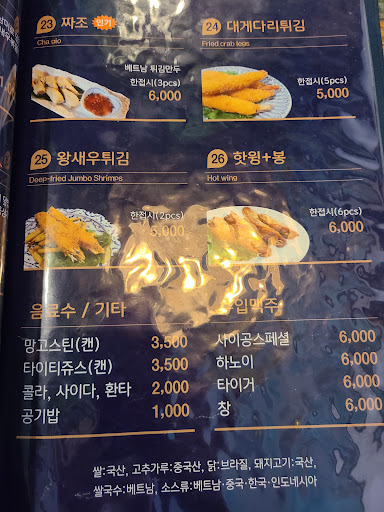 23 짜조 인기
Cha gio
베트남 튀김만두
한접시(3pcs)
6,000
24 대게다리튀김
Fried crab legs
한접시(5pcs)
5,000
25 왕새우튀김
Deep-fried Jumbo Shrimps
한접시(2pcs)
5,000
26 핫윙+봉
Hot wing
한접시(6pcs)
6,000
음료수 / 기타
망고스틴(캔) 3,500
타이티쥬스(캔) 3,500
콜라, 사이다, 환타 2,000
공기밥 1,000
입맥주
사이공스페셜 6,000
하노이 6,000
타이거 6,000
창 6,000
쌀:국산, 고추가루:중국산, 닭:브라질, 돼지고기:국산,
쌀국수:베트남, 소스류:베트남·중국·한국·인도네시아